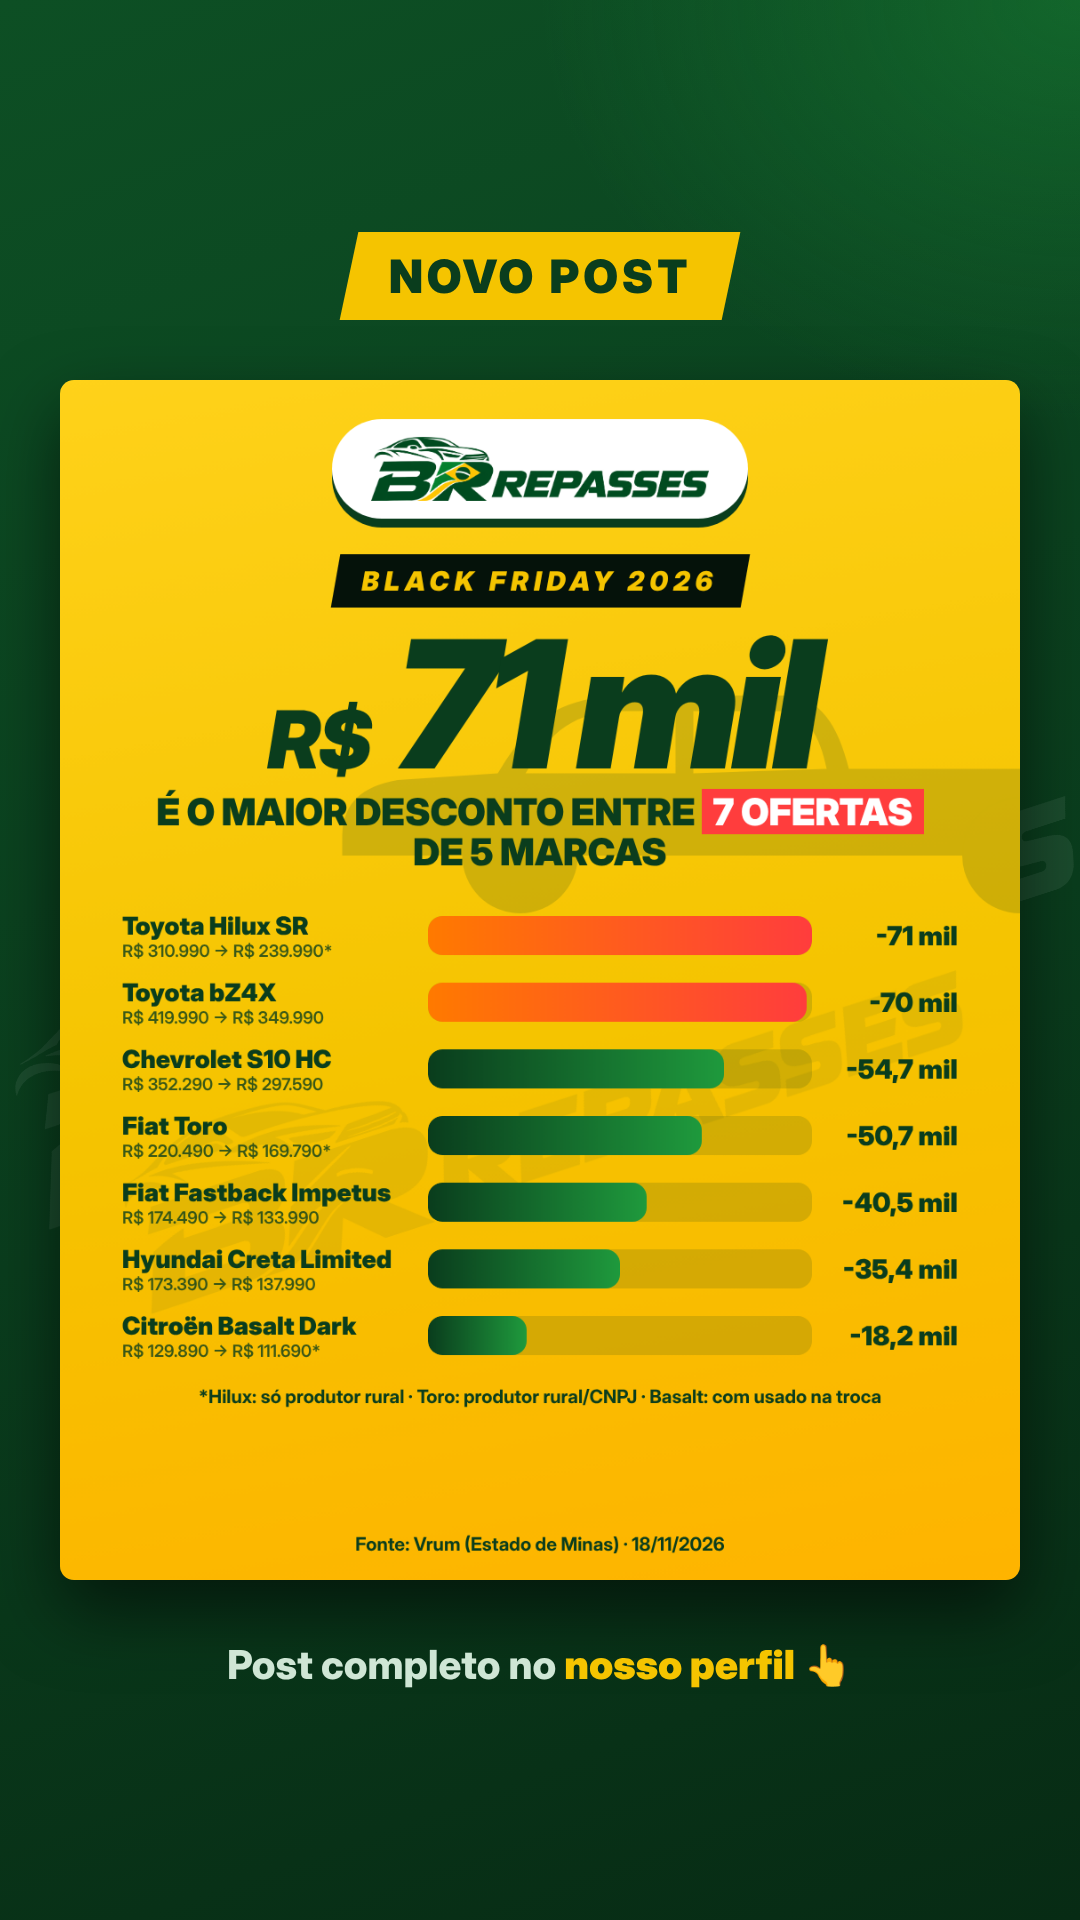 NOVO POST
BR REPASSES
BLACK FRIDAY 2026
R$ 71 mil
É O MAIOR DESCONTO ENTRE 7 OFERTAS
DE 5 MARCAS
Toyota Hilux SR
R$ 310.990 → R$ 239.990*
-71 mil
Toyota bZ4X
R$ 419.990 → R$ 349.990
-70 mil
Chevrolet S10 HC
R$ 352.290 → R$ 297.590
-54,7 mil
Fiat Toro
R$ 220.490 → R$ 169.790*
-50,7 mil
Fiat Fastback Impetus
R$ 174.490 → R$ 133.990
-40,5 mil
Hyundai Creta Limited
R$ 173.390 → R$ 137.990
-35,4 mil
Citroën Basalt Dark
R$ 129.890 → R$ 111.690*
-18,2 mil
BR REPASSES
*Hilux: só produtor rural · Toro: produtor rural/CNPJ · Basalt: com usado na troca
Fonte: Vrum (Estado de Minas) · 18/11/2026
Post completo no nosso perfil 👆